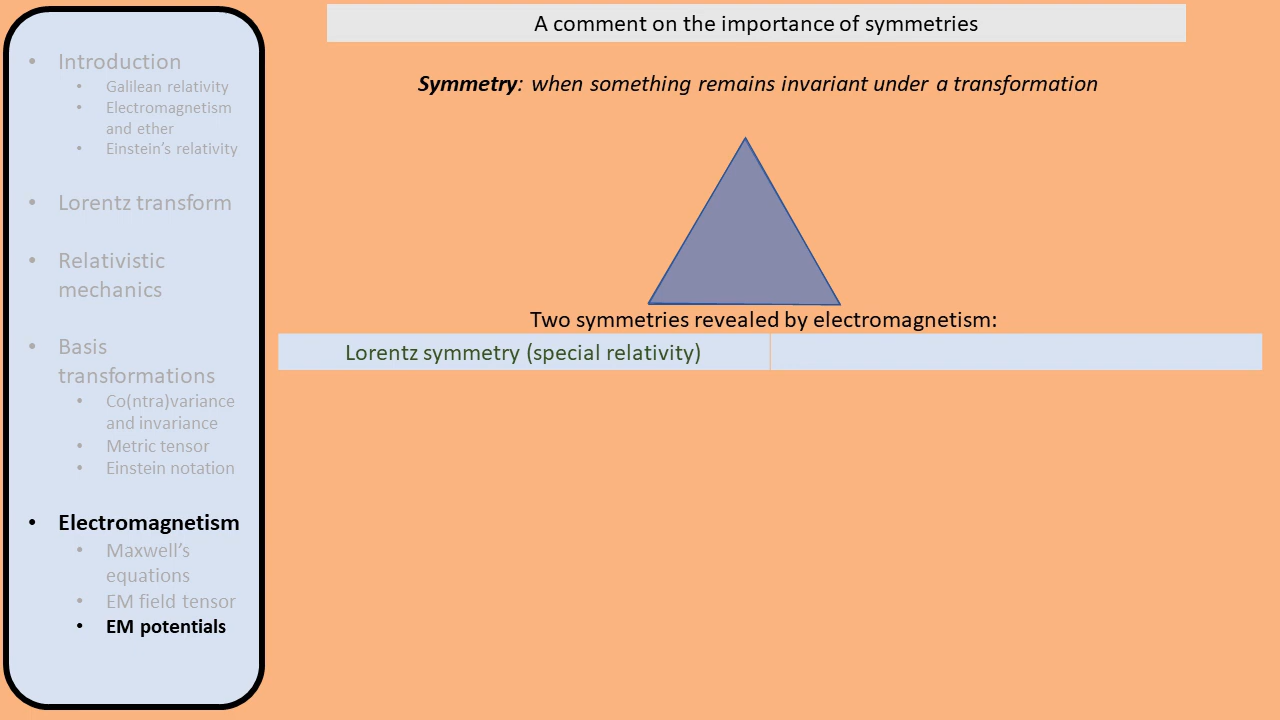 • Introduction
• Galilean relativity
• Electromagnetism
and ether
• Einstein's relativity
• Lorentz transform
• Relativistic
mechanics
• Basis
transformations
• Co(ntra)variance
and invariance
• Metric tensor
• Einstein notation
• Electromagnetism
• Maxwell's
equations
• EM field tensor
• EM potentials
A comment on the importance of symmetries
Symmetry: when something remains invariant under a transformation
Two symmetries revealed by electromagnetism:
Lorentz symmetry (special relativity)